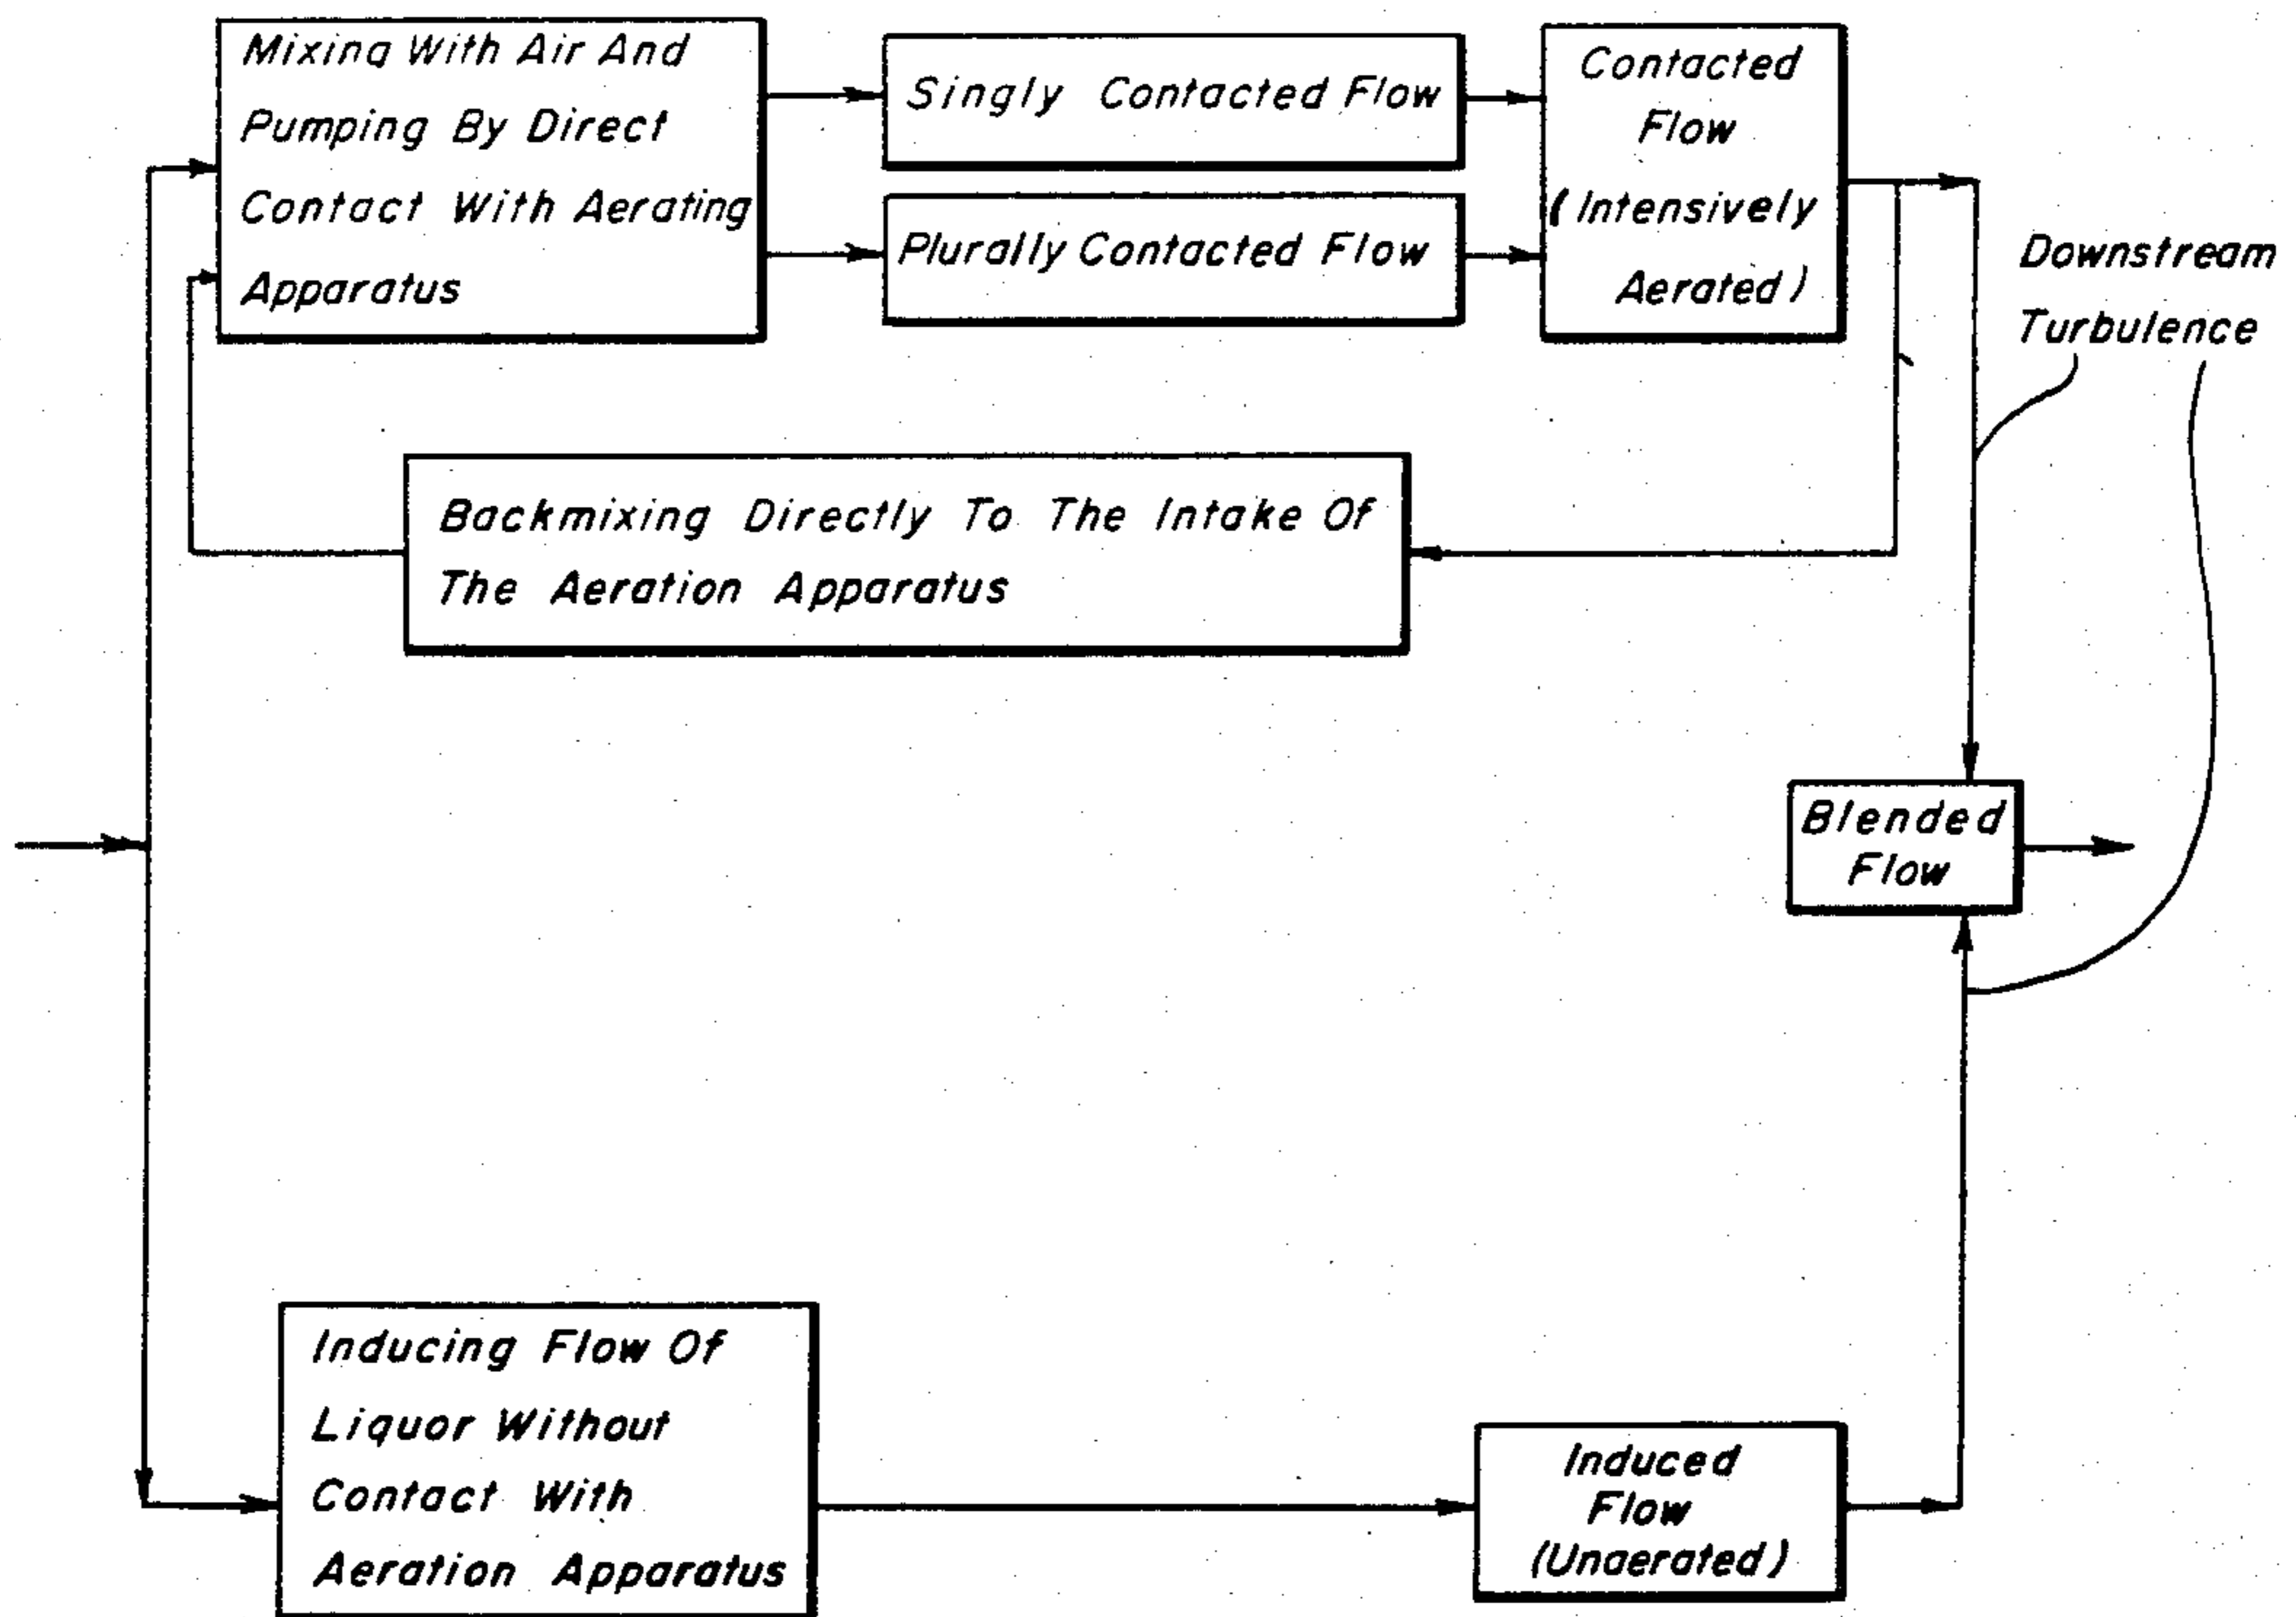 Mixing With Air And
Pumping By Direct
Contact With Aerating
Apparatus
Singly Contacted Flow
Plurally Contacted Flow
Contacted
Flow
(Intensively
Aerated)
Downstream
Turbulence
Backmixing Directly To The Intake Of
The Aeration Apparatus
Blended
Flow
Inducing Flow Of
Liquor Without
Contact With
Aeration Apparatus
Induced
Flow
(Unaerated)